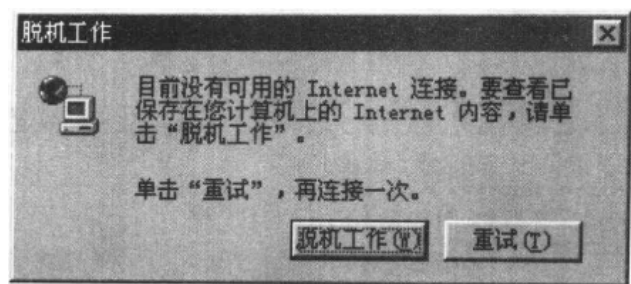 脱机工作
目前没有可用的 Internet 连接。要查看已
保存在您计算机上的 Internet 内容，请单
击“脱机工作”。
单击“重试”，再连接一次。
脱机工作(W) 重试(T)